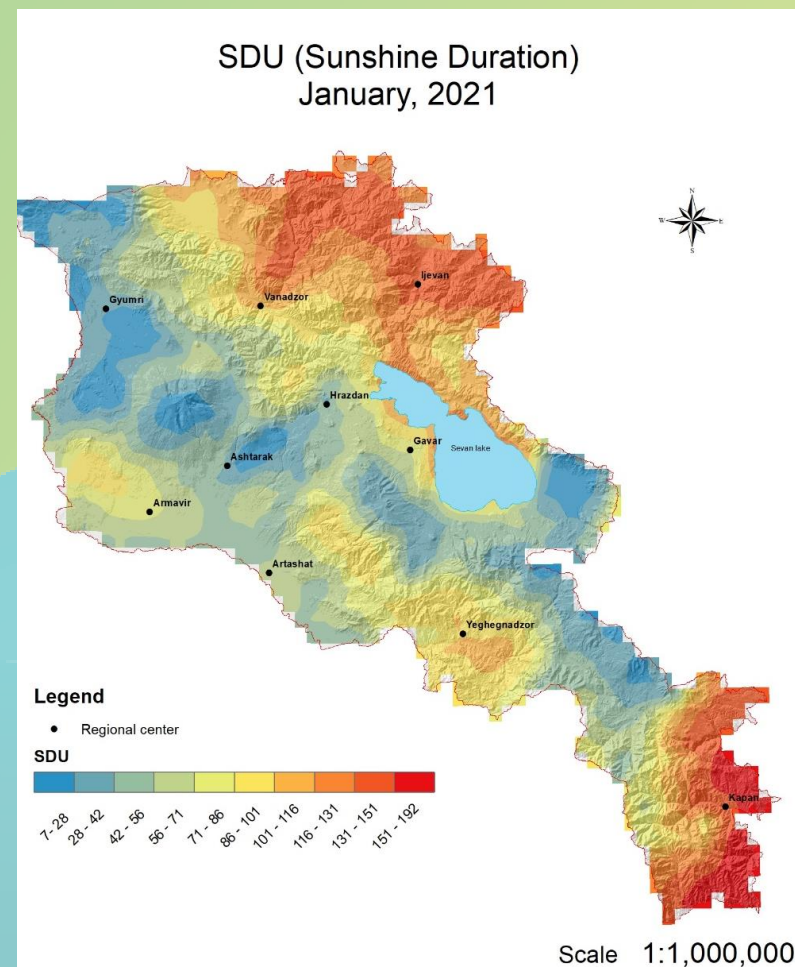 SDU (Sunshine Duration)
January, 2021
N
W E
S
Ijevan
Gyumri
Vanadzor
Hrazdan
Gavar
Sevan lake
Ashtarak
Armavir
Artashat
Yeghegnadzor
Kapan
Legend
Regional center
SDU
7- 28
28 - 42
42 - 56
56 - 71
71 - 86
86 - 101
101 - 116
116 - 131
131 - 151
151 - 192
Scale 1:1,000,000